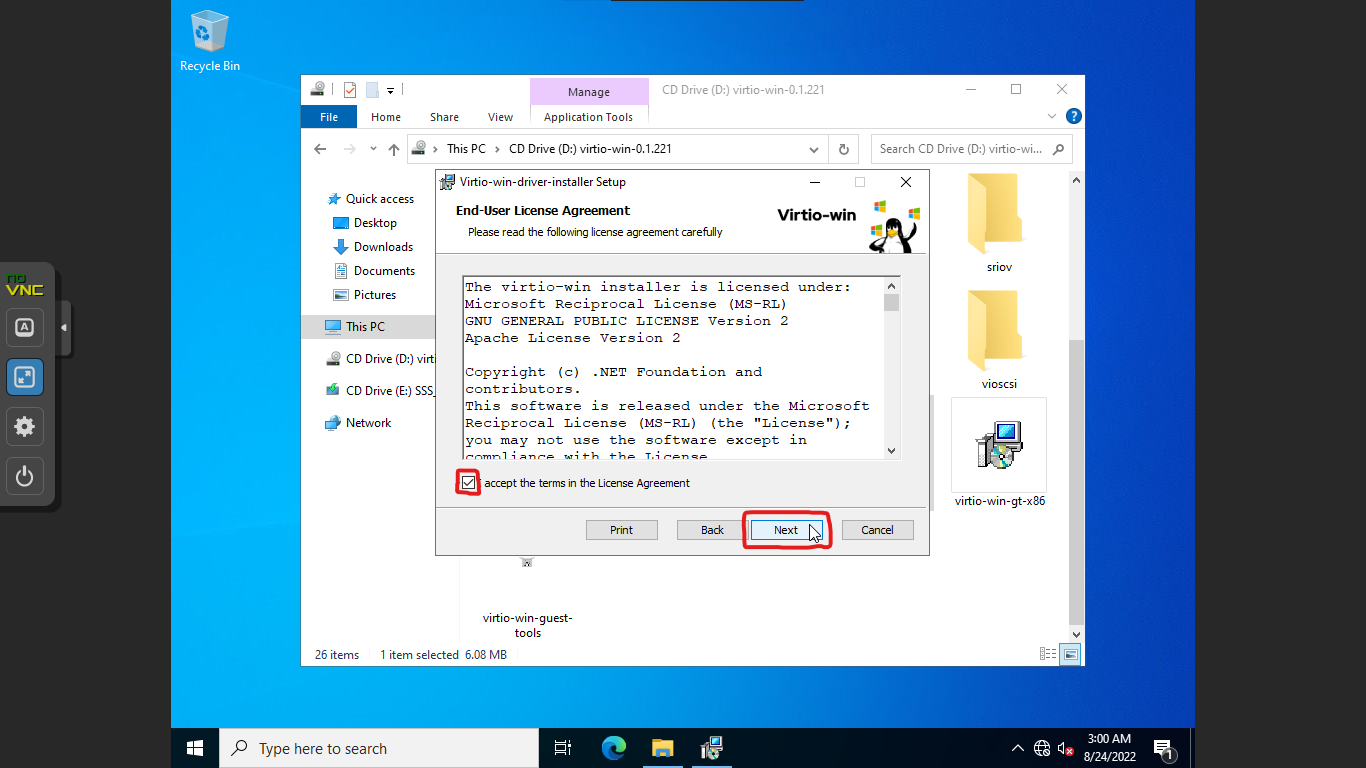 Recycle Bin
Manage
CD Drive (D:) virtio-win-0.1.221
File
Home
Share
View
Application Tools
This PC
CD Drive (D:) virtio-win-0.1.221
Search CD Drive (D:) virtio-wi...
Quick access
Desktop
Downloads
Documents
Pictures
This PC
CD Drive (D:) virti
CD Drive (E:) SSS_
Network
Virtio-win-driver-installer Setup
End-User License Agreement
Please read the following license agreement carefully
Virtio-win
The virtio-win installer is licensed under:
Microsoft Reciprocal License (MS-RL)
GNU GENERAL PUBLIC LICENSE Version 2
Apache License Version 2
Copyright (c) .NET Foundation and
contributors.
This software is released under the Microsoft
Reciprocal License (MS-RL) (the "License");
you may not use the software except in
compliance with the License.
accept the terms in the License Agreement
Print
Back
Next
Cancel
sriov
vioscsi
virtio-win-gt-x86
virtio-win-guest-
tools
26 items
1 item selected 6.08 MB
no
VNC
A
Type here to search
3:00 AM
8/24/2022
1